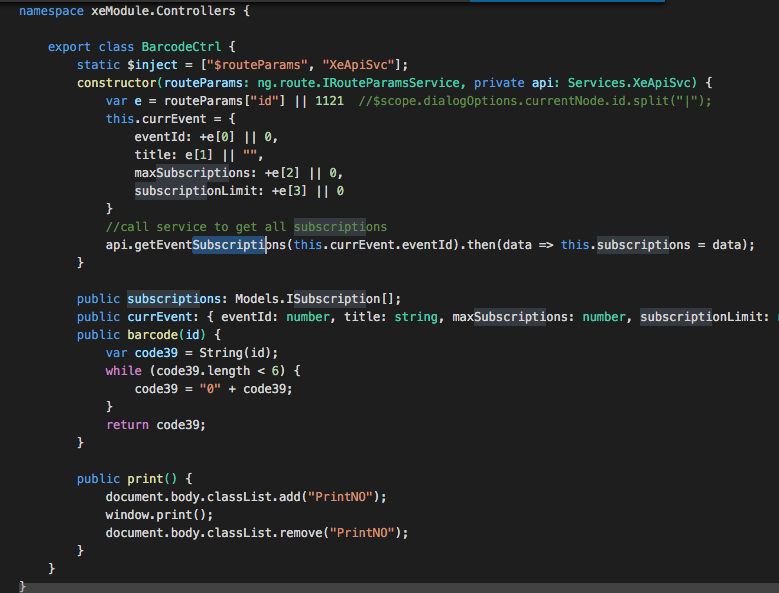 namespace xeModule.Controllers {
export class BarcodeCtrl {
static $inject = ["$routeParams", "XeApiSvc"];
constructor(routeParams: ng.route.IRouteParamsService, private api: Services.XeApiSvc) {
var e = routeParams["id"] || 1121  //$scope.dialogOptions.currentNode.id.split("|");
this.currEvent = {
eventId: +e[0] || 0,
title: e[1] || "",
maxSubscriptions: +e[2] || 0,
subscriptionLimit: +e[3] || 0
}
//call service to get all subscriptions
api.getEventSubscriptions(this.currEvent.eventId).then(data => this.subscriptions = data);
}
public subscriptions: Models.ISubscription[];
public currEvent: { eventId: number, title: string, maxSubscriptions: number, subscriptionLimit:
public barcode(id) {
var code39 = String(id);
while (code39.length < 6) {
code39 = "0" + code39;
}
return code39;
}
public print() {
document.body.classList.add("PrintNO");
window.print();
document.body.classList.remove("PrintNO");
}
}
}